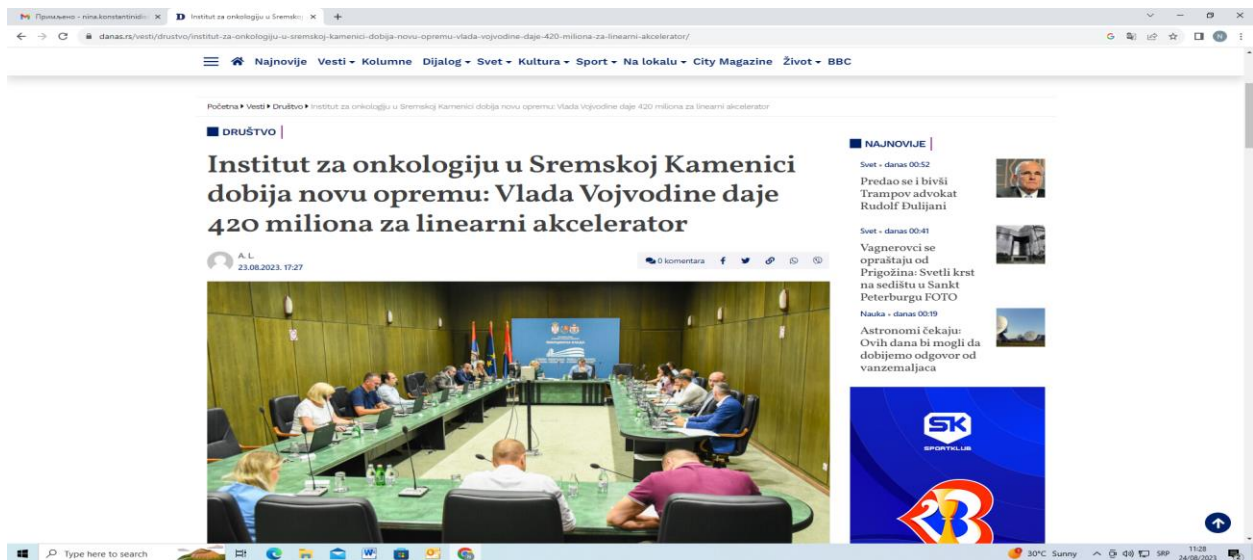 Примљено - nina.konstantinidis
Institut za onkologiju u Sremskoj
danas.rs/vesti/drustvo/institut-za-onkologiju-u-sremskoj-kamenici-dobija-novu-opremu-vlada-vojvodine-daje-420-miliona-za-linearni-akcelerator/
Najnovije Vesti Kolumne Dijalog Svet Kultura Sport Na lokalu City Magazine Život BBC
Početna Vesti Društvo Institut za onkologiju u Sremskoj Kamenici dobija novu opremu: Vlada Vojvodine daje 420 miliona za linearni akcelerator
DRUŠTVO
Institut za onkologiju u Sremskoj Kamenici
dobija novu opremu: Vlada Vojvodine daje
420 miliona za linearni akcelerator
A. L.
23.08.2023. 17:27
0 komentara
NAJNOVIJE
Svet - danas 00:52
Predao se i bivši
Trampov advokat
Rudolf Đulijani
Svet - danas 00:41
Vagnerovci se
opraštaju od
Prigožina: Svetli krst
na sedištu u Sankt
Peterburgu FOTO
Nauka - danas 00:19
Astronomi čekaju:
Ovih dana bi mogli da
dobijemo odgovor od
vanzemaljaca
SK
SPORTKLUB
Type here to search
30°C Sunny
SRP
11:28
24/08/2023